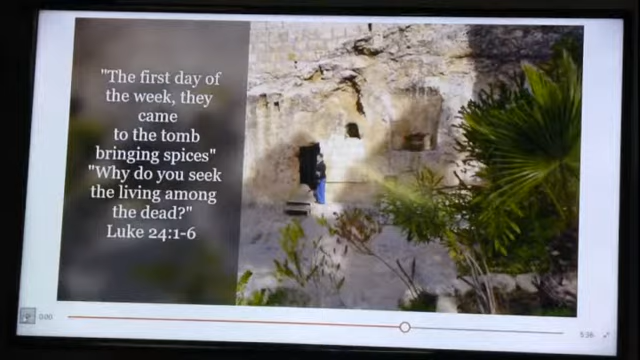 "The first day of
the week, they
came
to the tomb
bringing spices"
"Why do you seek
the living among
the dead?"
Luke 24:1-6